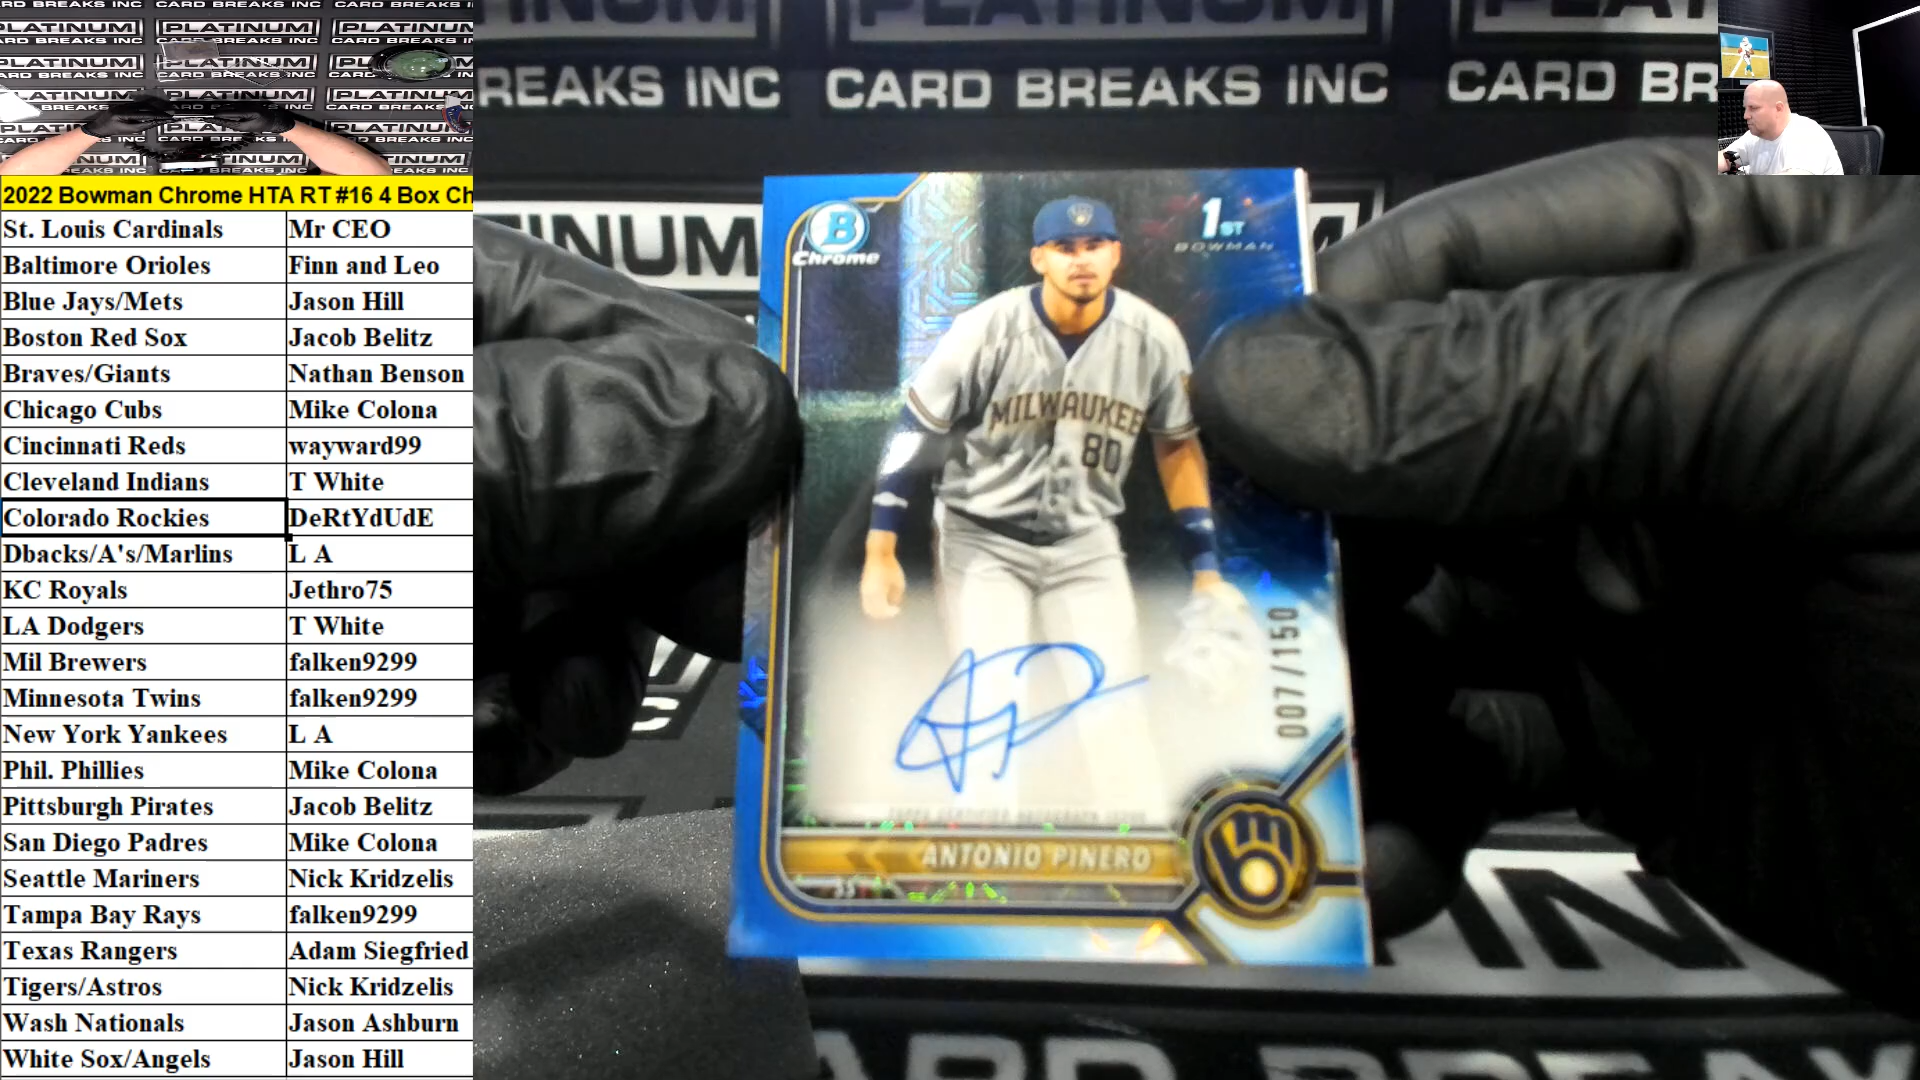 2022 Bowman Chrome HTA RT #16 4 Box Ch
St. Louis Cardinals Mr CEO
Baltimore Orioles Finn and Leo
Blue Jays/Mets Jason Hill
Boston Red Sox Jacob Belitz
Braves/Giants Nathan Benson
Chicago Cubs Mike Colona
Cincinnati Reds wayward99
Cleveland Indians T White
Colorado Rockies DeRtYdUdE
Dbacks/A's/Marlins L A
KC Royals Jethro75
LA Dodgers T White
Mil Brewers falken9299
Minnesota Twins falken9299
New York Yankees L A
Phil. Phillies Mike Colona
Pittsburgh Pirates Jacob Belitz
San Diego Padres Mike Colona
Seattle Mariners Nick Kridzelis
Tampa Bay Rays falken9299
Texas Rangers Adam Siegfried
Tigers/Astros Nick Kridzelis
Wash Nationals Jason Ashburn
White Sox/Angels Jason Hill
PLATINUM PLATINUM
REAKS INC CARD BREAKS INC CARD BR
INUM
B
Chrome
1ST
BOWMAN
MILWAUKEE
80
007/150
ANTONIO PINERO
CARD BREAK